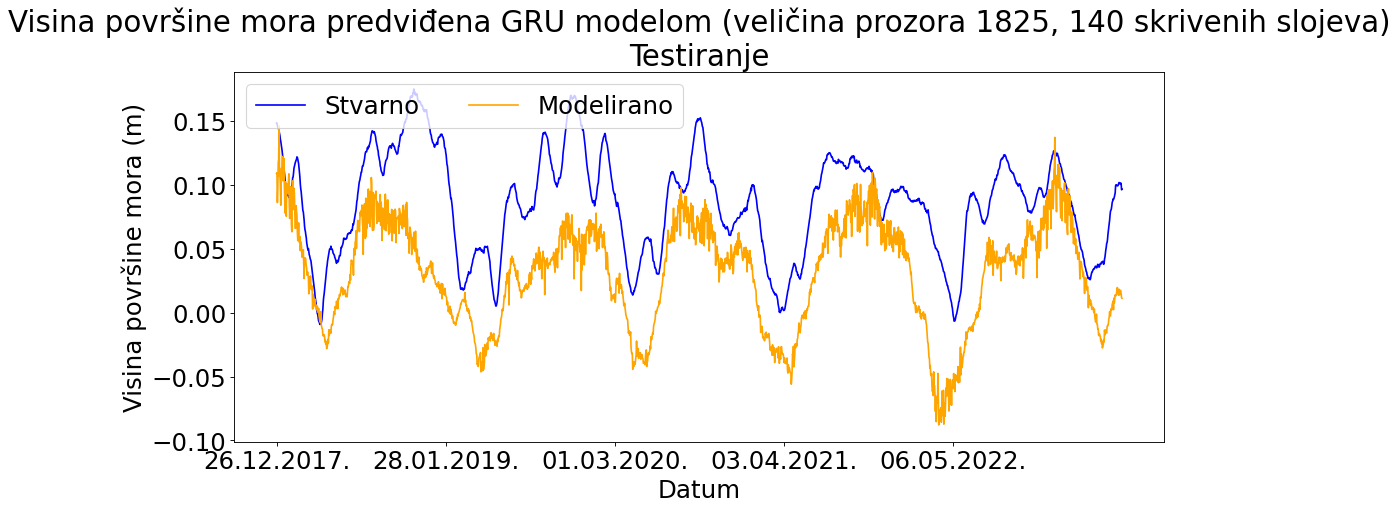 Visina površine mora predviđena GRU modelom (veličina prozora 1825, 140 skrivenih slojeva)
Testiranje
Stvarno Modelirano
Visina površine mora (m)
0.15
0.10
0.05
0.00
−0.05
−0.10
26.12.2017. 28.01.2019. 01.03.2020. 03.04.2021. 06.05.2022.
Datum